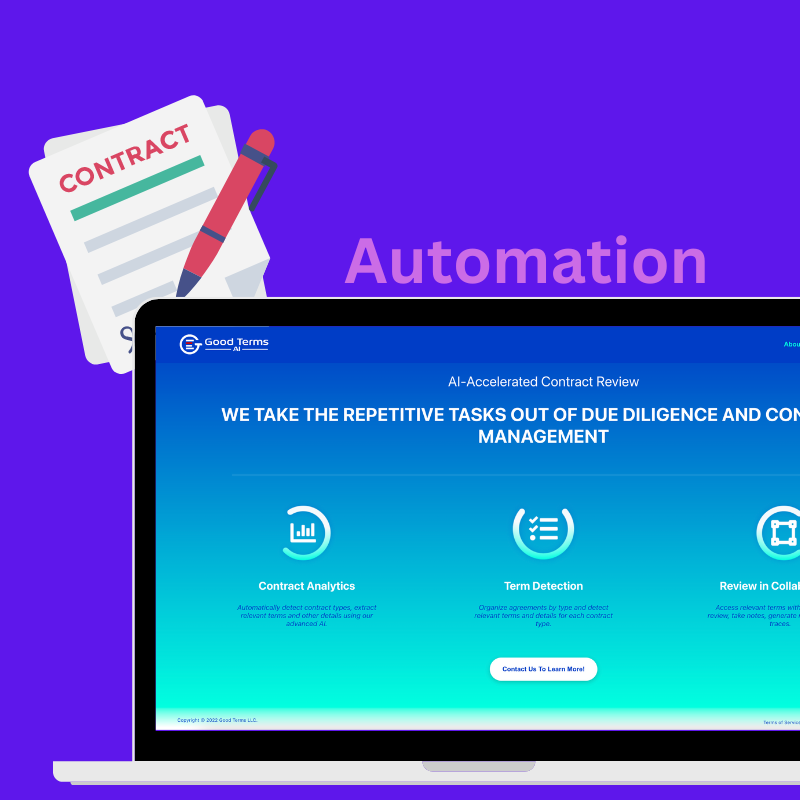 CONTRACT
Automation
Good Terms
AI
Abou
AI-Accelerated Contract Review
WE TAKE THE REPETITIVE TASKS OUT OF DUE DILIGENCE AND CON
MANAGEMENT
Contract Analytics
Automatically detect contract types, extract
relevant terms and other details using our
advanced AI.
Term Detection
Organize agreements by type and detect
relevant terms and details for each contract
type.
Review in Collal
Access relevant terms with
review, take notes, generate
traces.
Contact Us To Learn More!
Copyright © 2022 Good Terms LLC.
Terms of Service